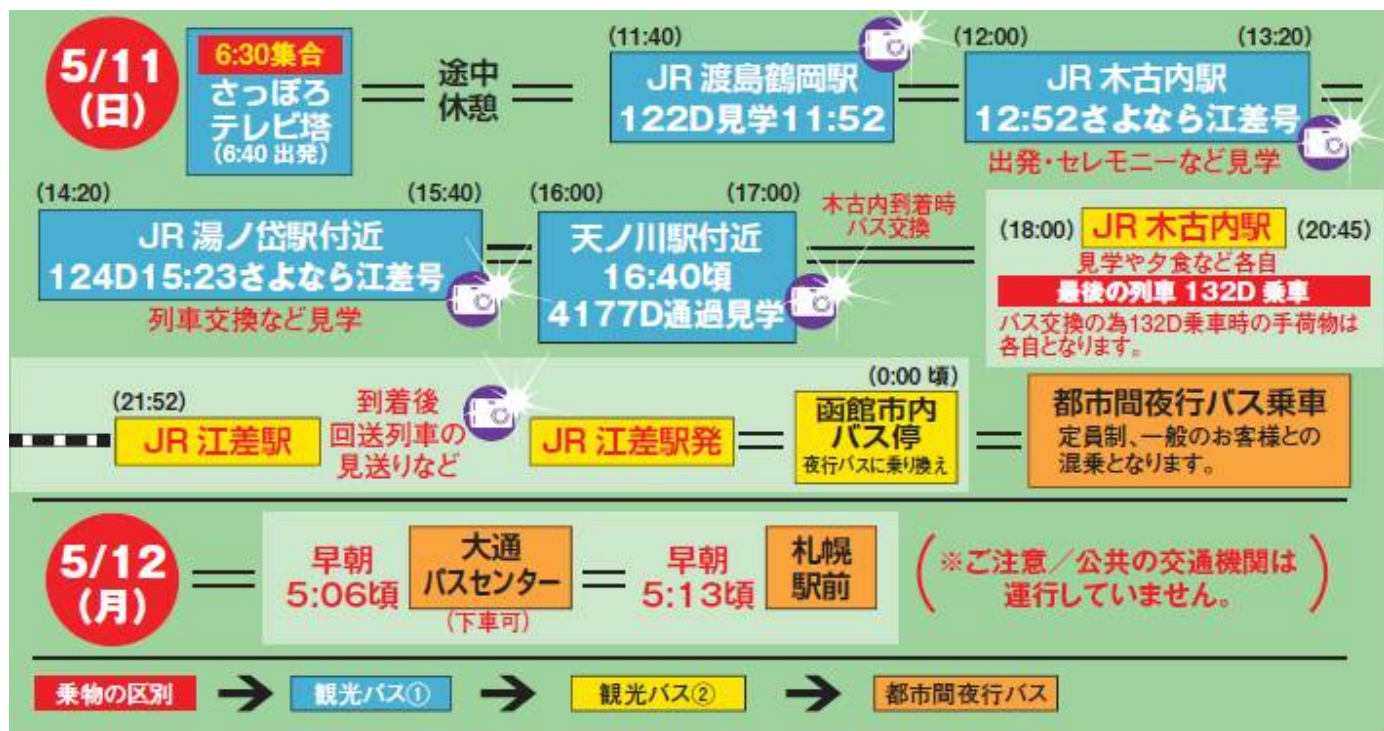 5/11
(日)
6:30集合
さっぽろ
テレビ塔
(6:40 出発)
途中
休憩
(11:40)
JR 渡島鶴岡駅
122D見学11:52
(12:00)
(13:20)
JR 木古内駅
12:52さよなら江差号
出発・セレモニーなど見学
(14:20)
(15:40)
JR 湯ノ岱駅付近
124D15:23さよなら江差号
列車交換など見学
(16:00)
(17:00)
天ノ川駅付近
16:40頃
4177D通過見学
木古内到着時
バス交換
(18:00) JR 木古内駅 (20:45)
見学や夕食など各自
最後の列車 132D 乗車
バス交換の為132D乗車時の手荷物は
各自となります。
(21:52)
JR 江差駅
到着後
回送列車の
見送りなど
JR 江差駅発
(0:00 頃)
函館市内
バス停
夜行バスに乗り換え
都市間夜行バス乗車
定員制、一般のお客様との
混乗となります。
5/12
(月)
早朝
5:06頃
大通
バスセンター
(下車可)
早朝
5:13頃
札幌
駅前
(※ご注意/公共の交通機関は
運行していません。)
乗物の区別
観光バス①
観光バス②
都市間夜行バス